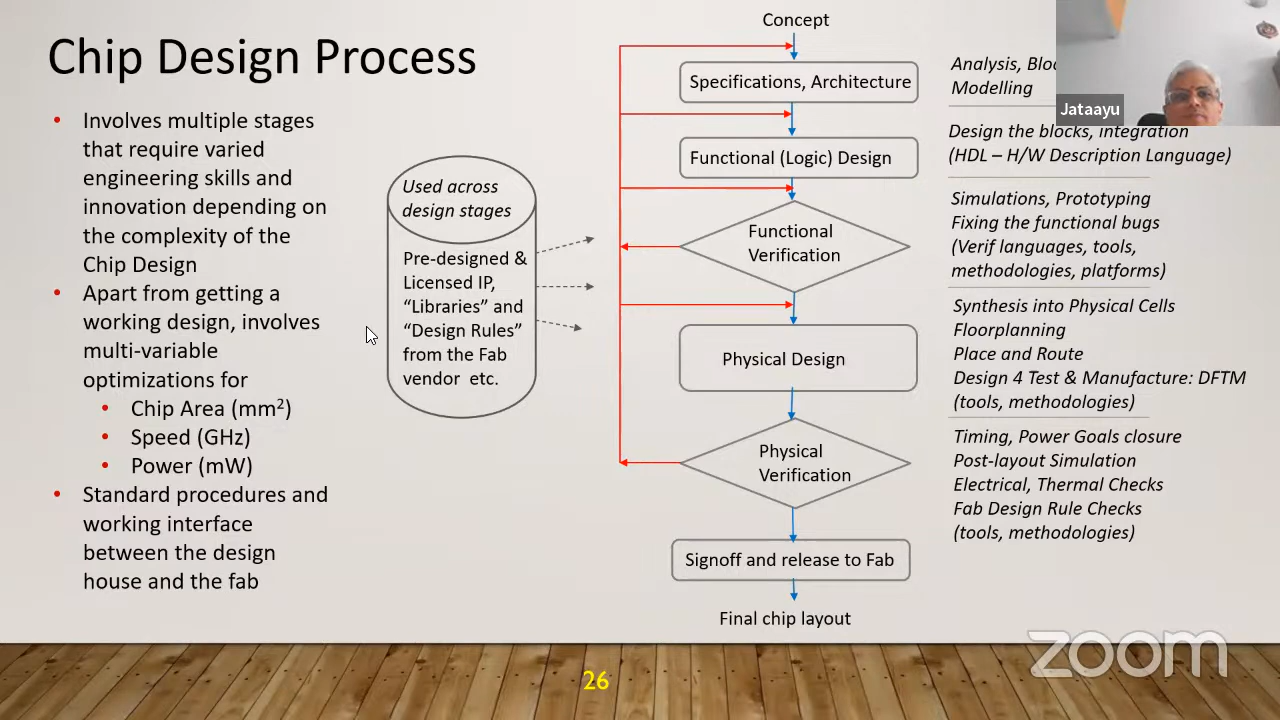 Chip Design Process
• Involves multiple stages
that require varied
engineering skills and
innovation depending on
the complexity of the
Chip Design
• Apart from getting a
working design, involves
multi-variable
optimizations for
• Chip Area (mm²)
• Speed (GHz)
• Power (mW)
• Standard procedures and
working interface
between the design
house and the fab
Used across
design stages
Pre-designed &
Licensed IP,
“Libraries” and
“Design Rules”
from the Fab
vendor etc.
Concept
Specifications, Architecture
Functional (Logic) Design
Functional
Verification
Physical Design
Physical
Verification
Signoff and release to Fab
Final chip layout
Analysis,
Modelling
Design the blocks, integration
(HDL – H/W Description Language)
Simulations, Prototyping
Fixing the functional bugs
(Verif languages, tools,
methodologies, platforms)
Synthesis into Physical Cells
Floorplanning
Place and Route
Design 4 Test & Manufacture: DFTM
(tools, methodologies)
Timing, Power Goals closure
Post-layout Simulation
Electrical, Thermal Checks
Fab Design Rule Checks
(tools, methodologies)
Jataayu
zoom
26